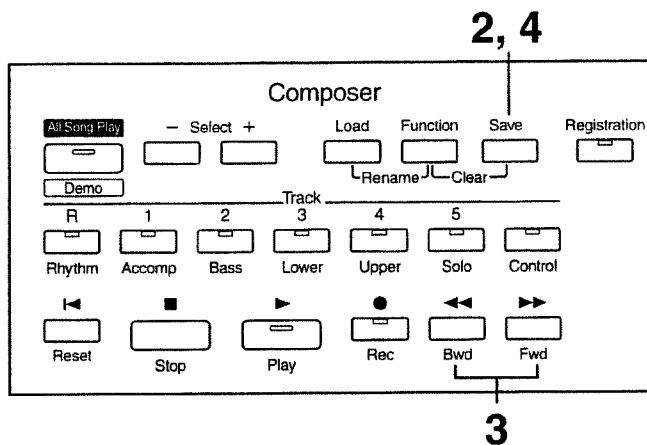 2, 4
Composer
All Song Play
− Select +
Load Function Save Registration
Demo
Rename Clear
Track
R 1 2 3 4 5
Rhythm Accomp Bass Lower Upper Solo Control
Reset Stop Play Rec Bwd Fwd
3